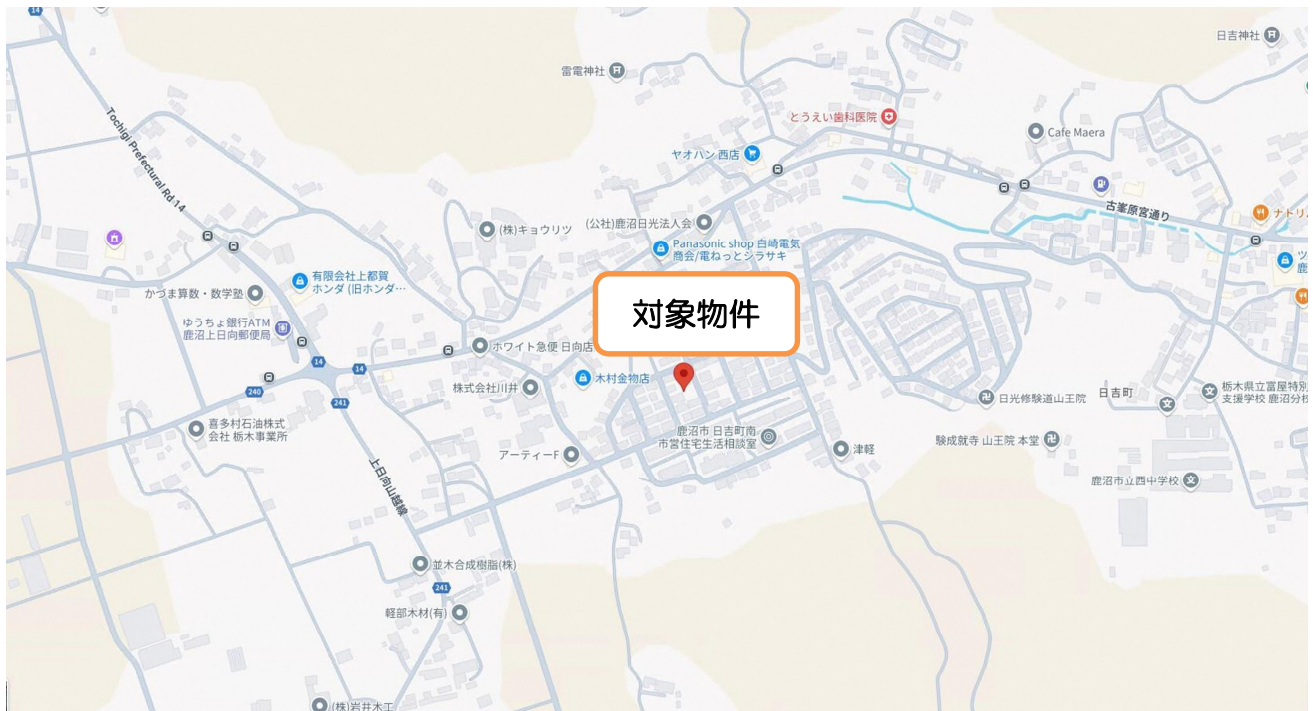 14
日吉神社
雷電神社
とうえい歯科医院
Cafe Maera
ヤオハン 西店
Tochigi Prefectural Rd 14
古峯原宮通り
(株)キョウリツ
(公社)鹿沼日光法人会
Panasonic shop 白崎電気
商会/電ねっとシラサキ
有限会社上都賀
ホンダ (旧ホンダ…
かづま算数・数学塾
対象物件
ゆうちょ銀行ATM
鹿沼上日向郵便局
ホワイト急便 日向店
14
14
株式会社川井
木村金物店
240
241
日光修験道山王院
日吉町
栃木県立富屋特別
支援学校 鹿沼分校
喜多村石油株式
会社 栃木事業所
鹿沼市 日吉町南
市営住宅生活相談室
津軽
験成就寺 山王院 本堂
アーティーF
上日向山越線
鹿沼市立西中学校
並木合成樹脂(株)
241
軽部木材(有)
(株)岩井木工